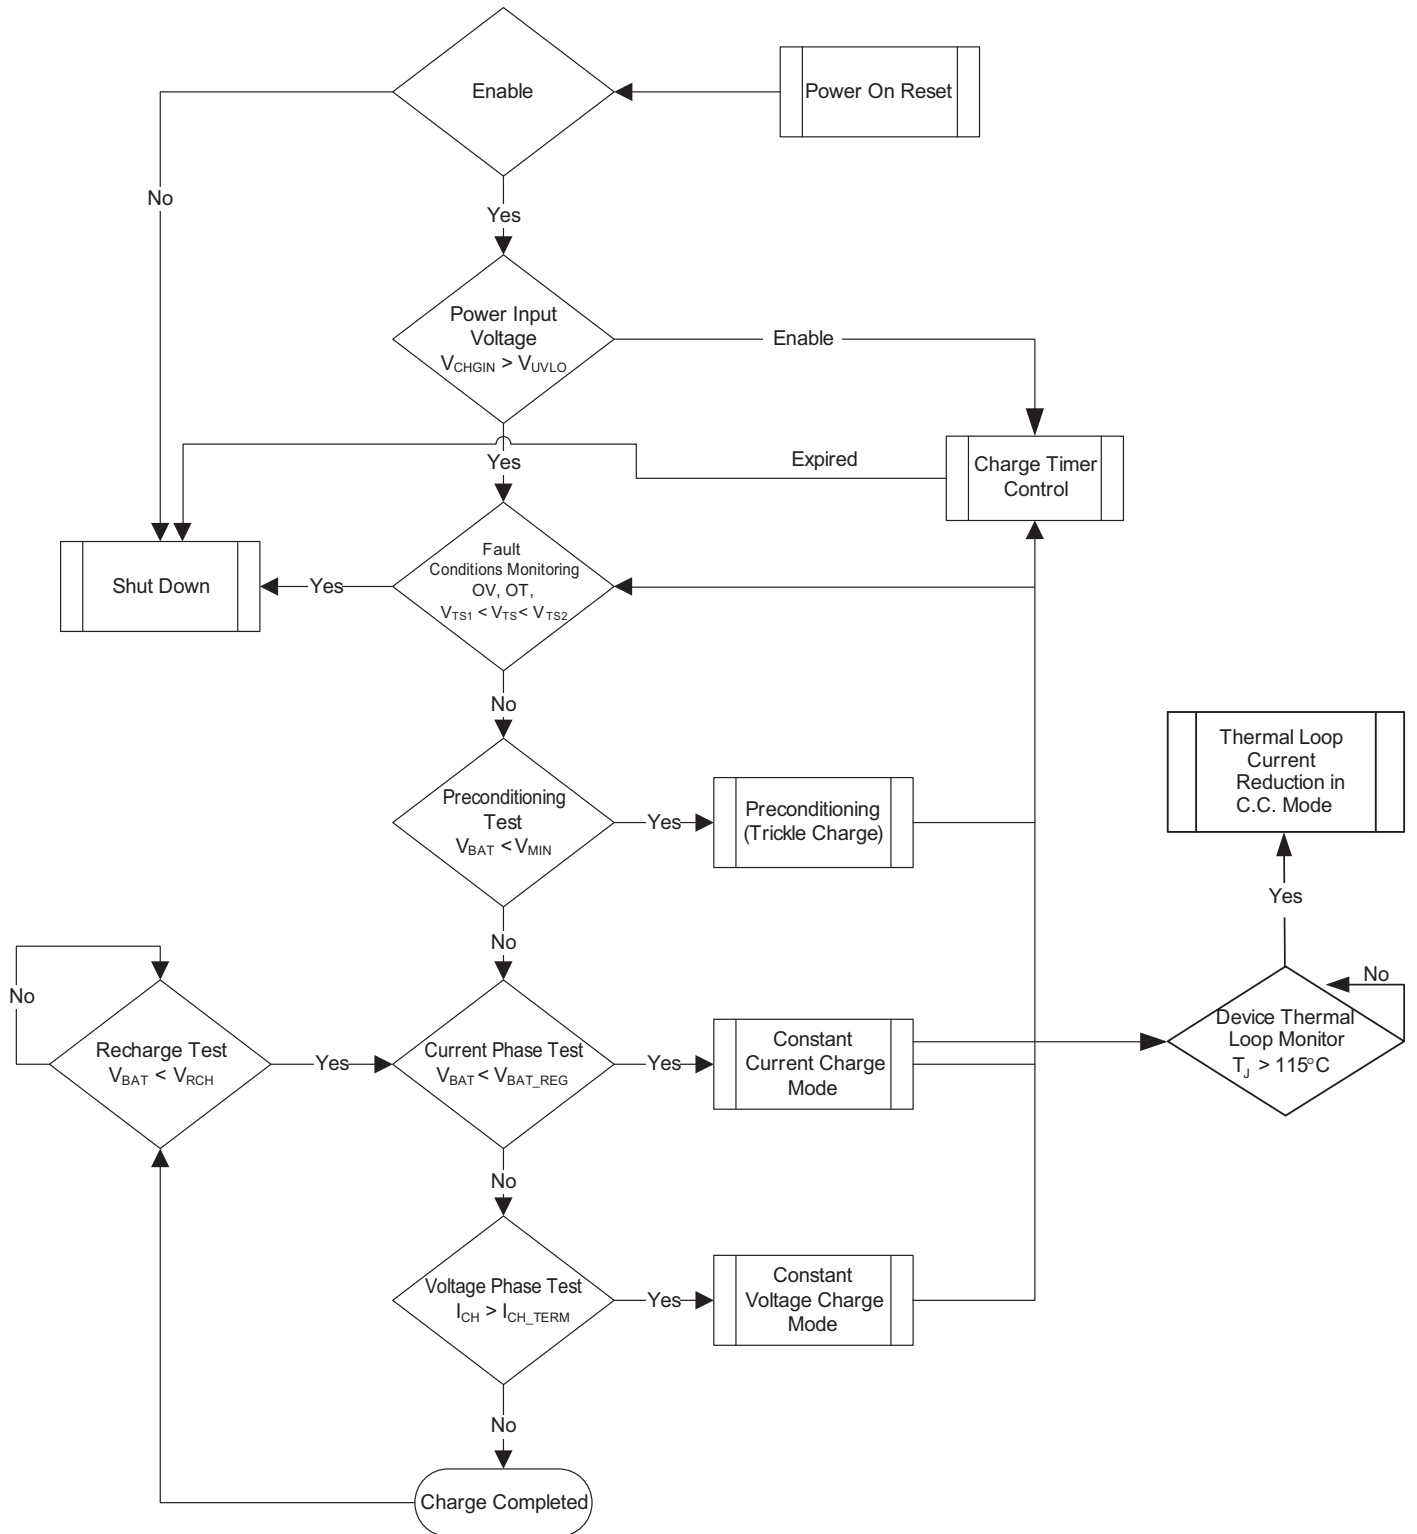 Enable
Power On Reset
No
Yes
Power Input
Voltage
V_CHGIN > V_UVLO
Enable
Yes
Expired
Charge Timer
Control
Shut Down
Yes
Fault
Conditions Monitoring
OV, OT,
V_TS1 < V_TS < V_TS2
No
Preconditioning
Test
V_BAT < V_MIN
Yes
Preconditioning
(Trickle Charge)
Thermal Loop
Current
Reduction in
C.C. Mode
Yes
No
No
No
Recharge Test
V_BAT < V_RCH
Yes
Current Phase Test
V_BAT < V_BAT_REG
Yes
Constant
Current Charge
Mode
Device Thermal
Loop Monitor
T_J > 115°C
No
Voltage Phase Test
I_CH > I_CH_TERM
Yes
Constant
Voltage Charge
Mode
No
Charge Completed